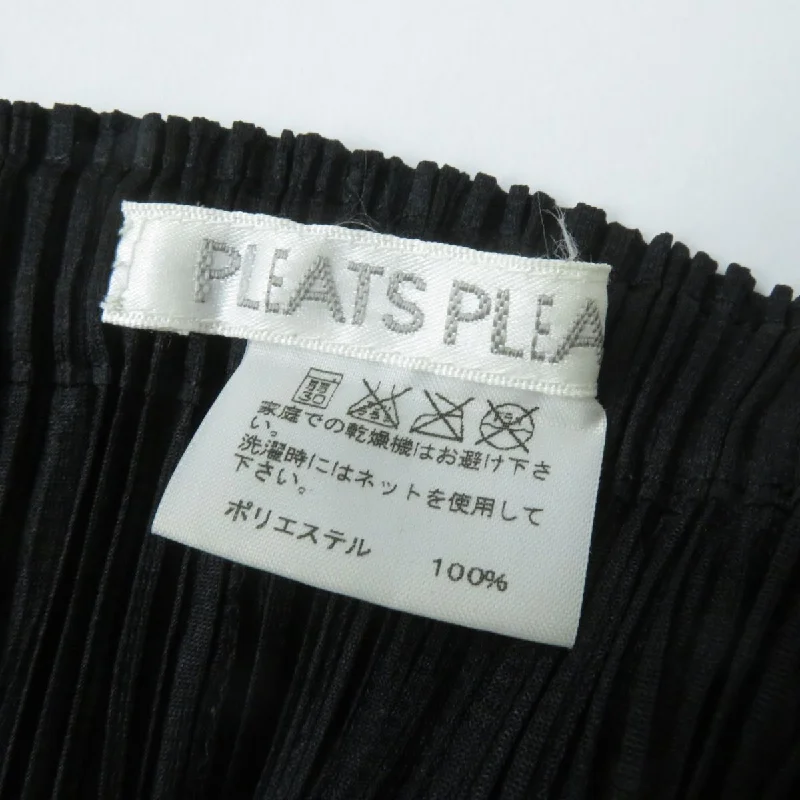 PLEATS PLEA
家庭での乾燥機はお避け下さ
い。
洗濯時にはネットを使用して
下さい。
ポリエステル 100%